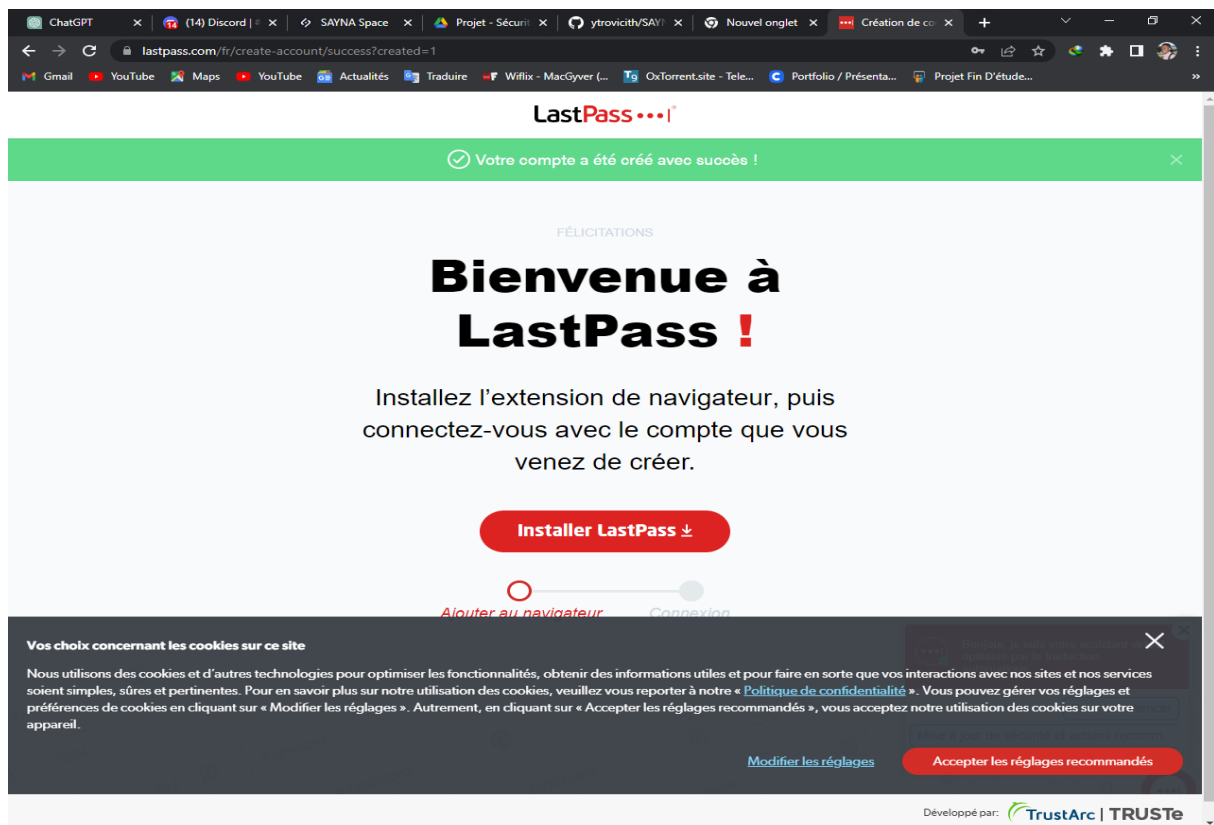 ChatGPT
(14) Discord |
SAYNA Space
Projet - Sécurit
ytrovicith/SAY
Nouvel onglet
Création de co
lastpass.com/fr/create-account/success?created=1
Gmail
YouTube
Maps
YouTube
Actualités
Traduire
Wiflix - MacGyver (...
OxTorrent.site - Tele...
Portfolio / Présenta...
Projet Fin D'étude...
»
LastPass
Votre compte a été créé avec succès !
FÉLICITATIONS
Bienvenue à
LastPass !
Installez l'extension de navigateur, puis
connectez-vous avec le compte que vous
venez de créer.
Installer LastPass
Ajouter au navigateur
Connexion
Vos choix concernant les cookies sur ce site
Nous utilisons des cookies et d'autres technologies pour optimiser les fonctionnalités, obtenir des informations utiles et pour faire en sorte que vos interactions avec nos sites et nos services
soient simples, sûres et pertinentes. Pour en savoir plus sur notre utilisation des cookies, veuillez vous reporter à notre « Politique de confidentialité ». Vous pouvez gérer vos réglages et
préférences de cookies en cliquant sur « Modifier les réglages ». Autrement, en cliquant sur « Accepter les réglages recommandés », vous acceptez notre utilisation des cookies sur votre
appareil.
Modifier les réglages
Accepter les réglages recommandés
Développé par:
TrustArc | TRUSTe